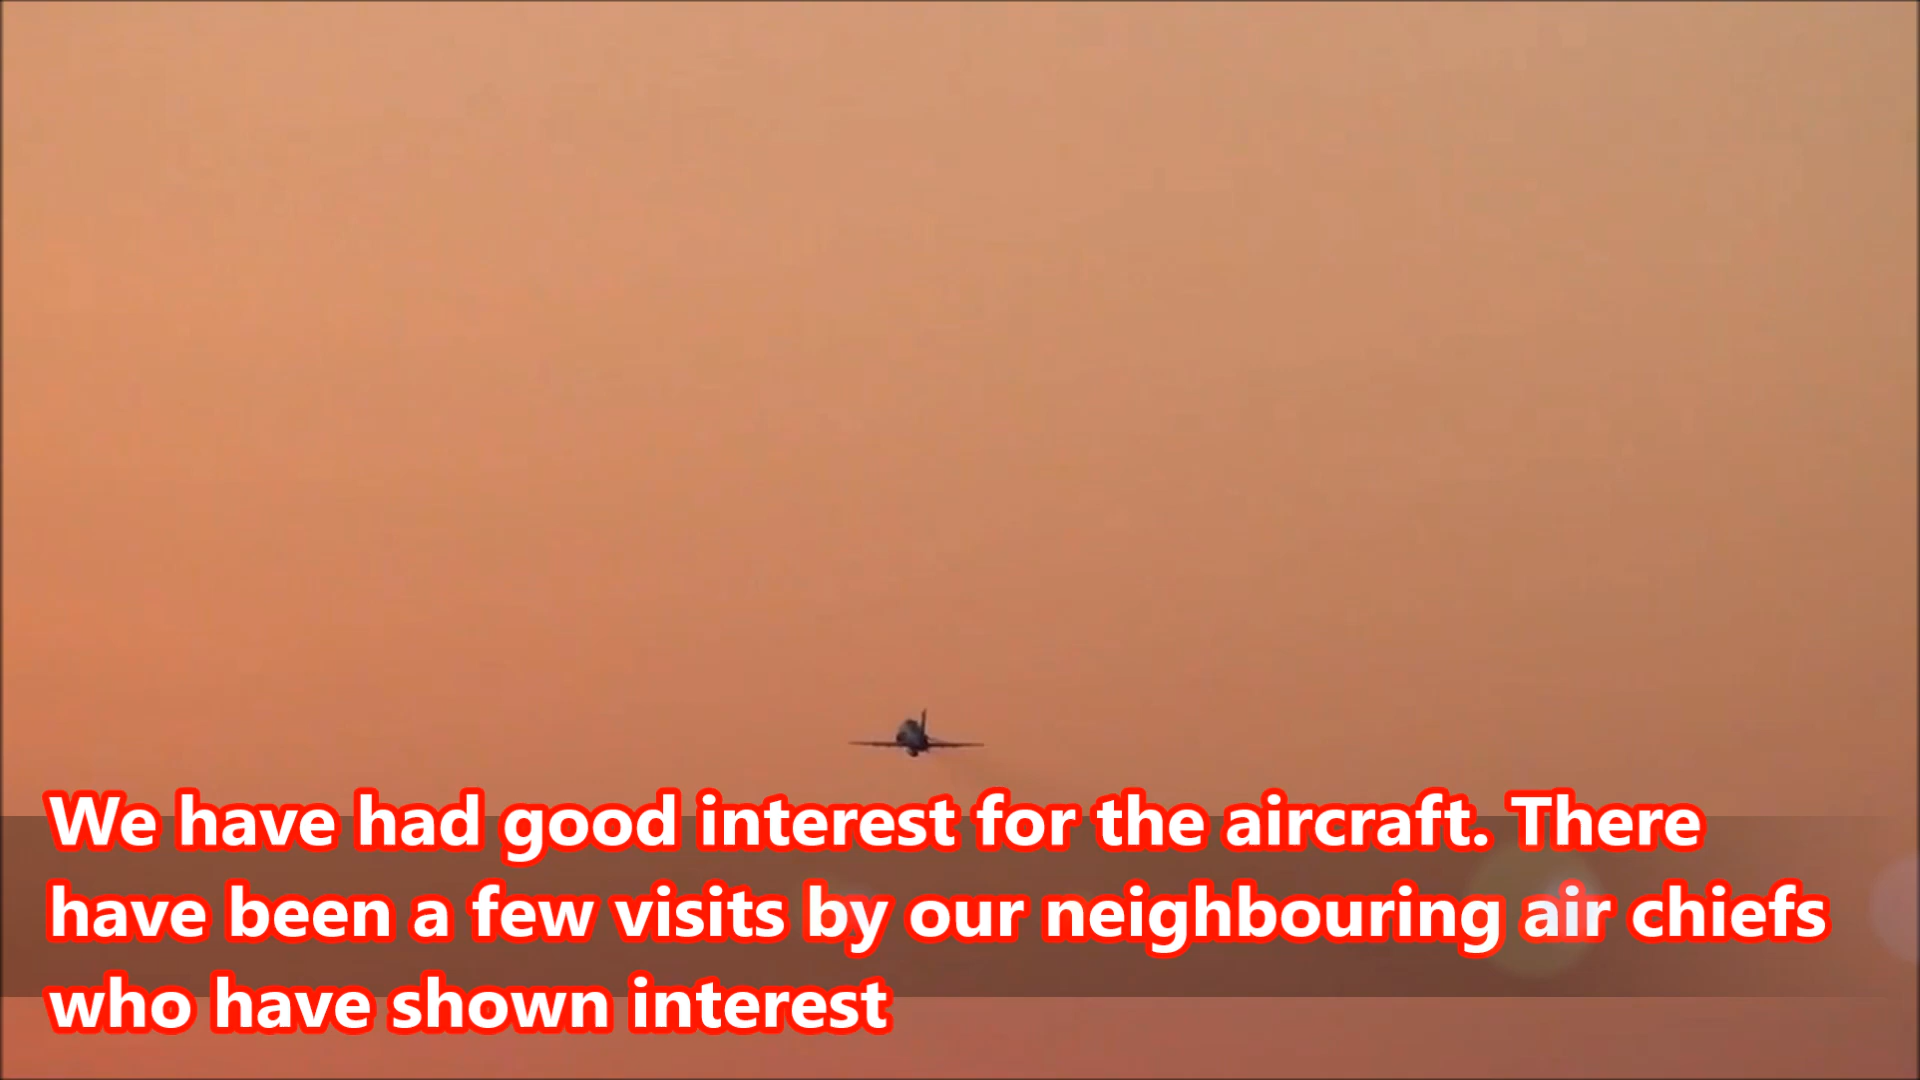 We have had good interest for the aircraft. There
have been a few visits by our neighbouring air chiefs
who have shown interest